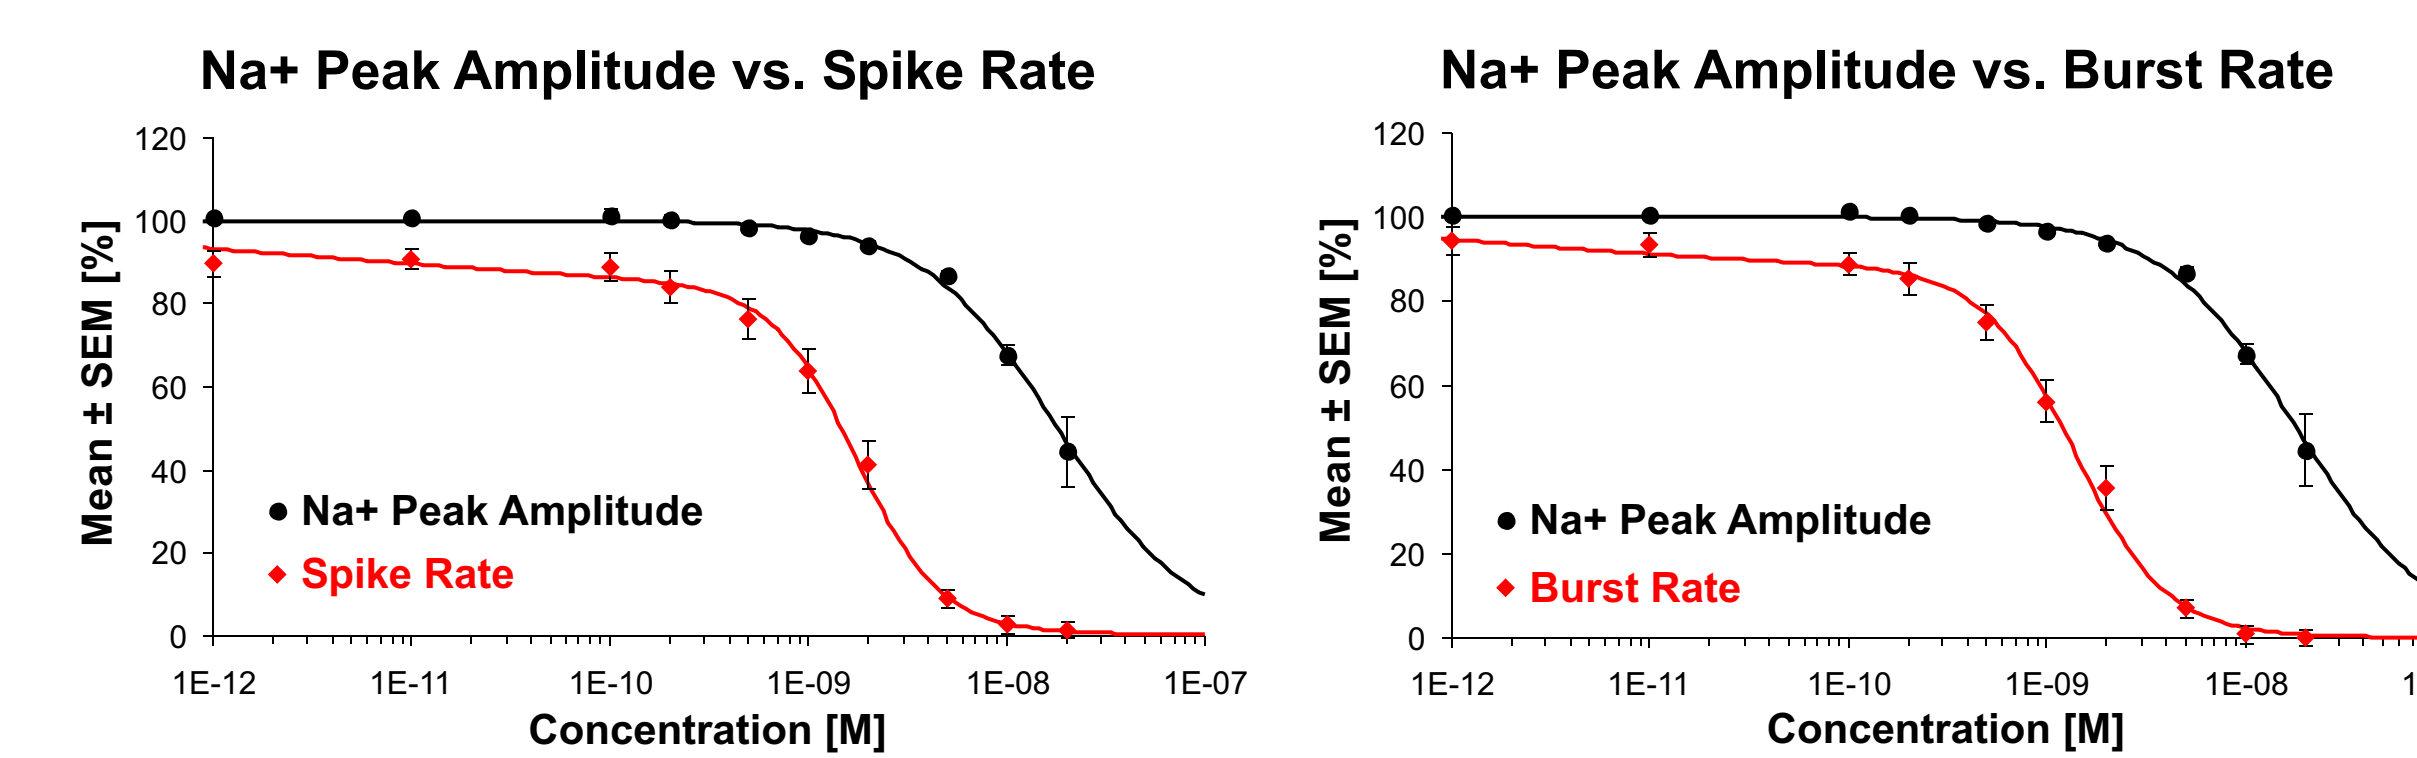 Na+ Peak Amplitude vs. Spike Rate
120
100
80
60
40
20
0
Mean ± SEM [%]
Na+ Peak Amplitude
Spike Rate
1E-12 1E-11 1E-10 1E-09 1E-08 1E-07
Concentration [M]
Na+ Peak Amplitude vs. Burst Rate
120
100
80
60
40
20
0
Mean ± SEM [%]
Na+ Peak Amplitude
Burst Rate
1E-12 1E-11 1E-10 1E-09 1E-08 1
Concentration [M]